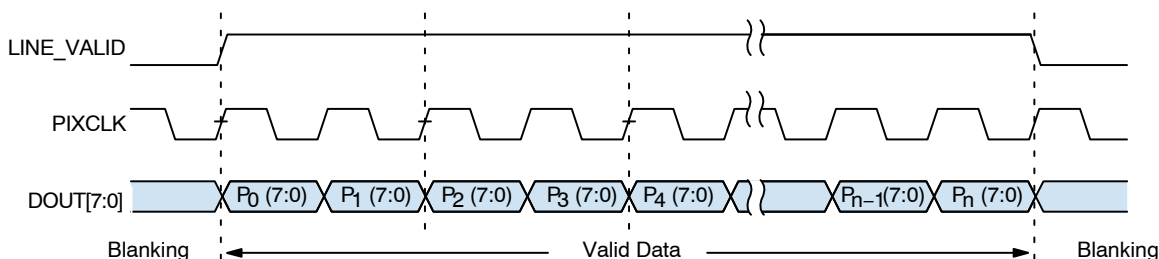 LINE_VALID
PIXCLK
DOUT[7:0] P0 (7:0) P1 (7:0) P2 (7:0) P3 (7:0) P4 (7:0) Pn−1(7:0) Pn (7:0)
Blanking Valid Data Blanking